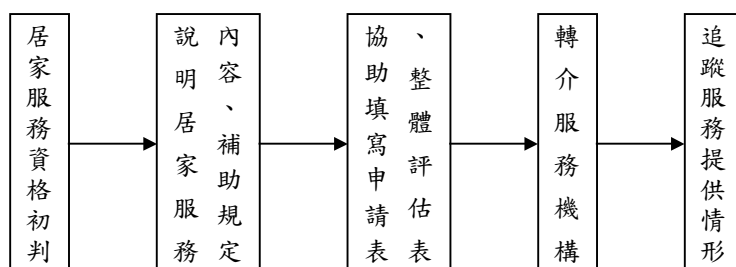 居家服務資格初判
說明居家服務
內容、補助規定
協助填寫申請表
、整體評估表
轉介服務機構
追蹤服務提供情形